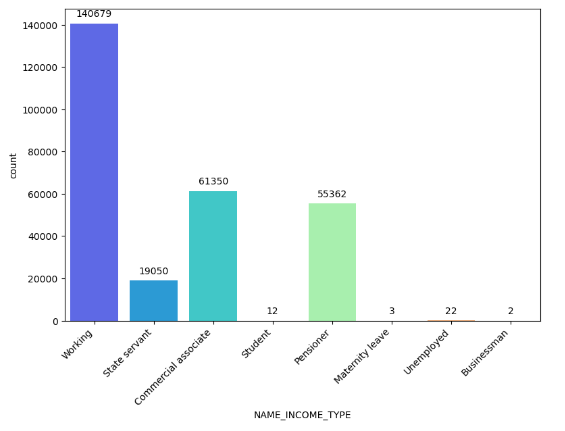 140679
19050
61350
12
55362
3
22
2
140000
120000
100000
80000
60000
40000
20000
0
count
Working
State servant
Commercial associate
Student
Pensioner
Maternity leave
Unemployed
Businessman
NAME_INCOME_TYPE